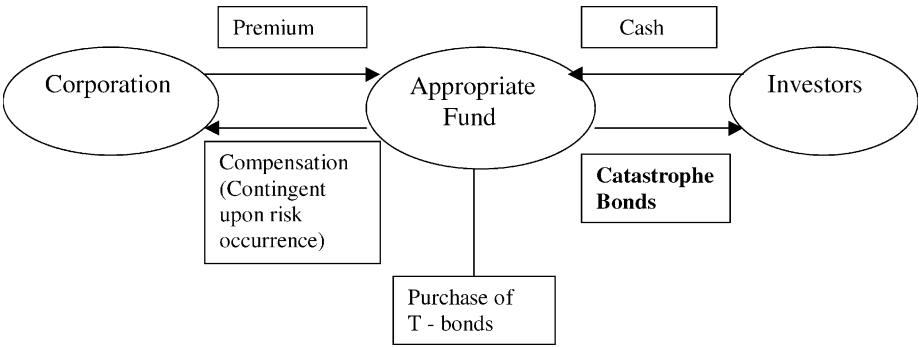 Premium
Cash
Corporation
Appropriate
Fund
Investors
Compensation
(Contingent
upon risk
occurrence)
Catastrophe
Bonds
Purchase of
T - bonds